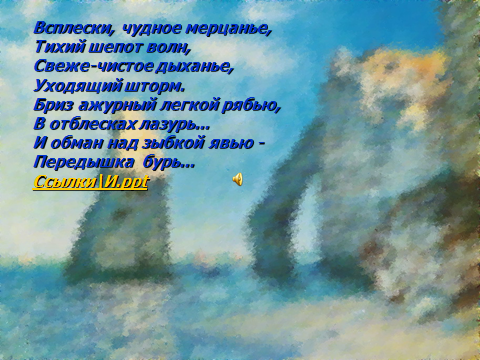 Всплески, чудное мерцанье,
Тихий шепот волн,
Свеже-чистое дыханье,
Уходящий шторм.
Бриз ажурный легкой рябью,
В отблесках лазурь...
И обман над зыбкой явью -
Передышка бурь...
Ссылки\И.ppt